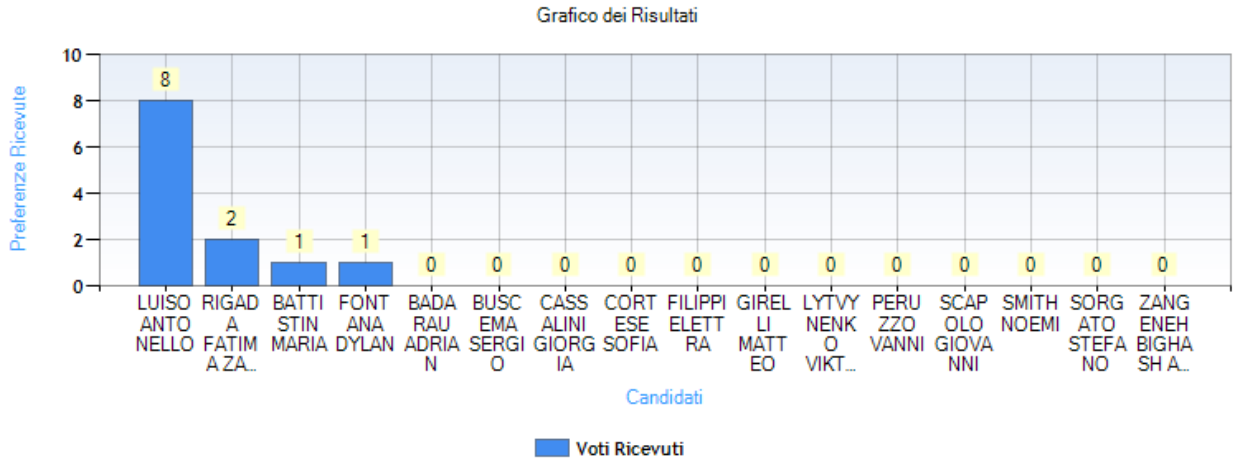 Grafico dei Risultati
Preferenze Ricevute
10
8
6
4
2
0
8
2
1
1
0
0
0
0
0
0
0
0
0
0
0
0
LUISO
ANTO
NELLO
RIGAD
A
FATIM
A ZA...
BATTI
STIN
MARIA
FONT
ANA
DYLAN
BADA
RAU
ADRIA
N
BUSC
EMA
SERGI
O
CASS
ALINI
GIORG
IA
CORT
ESE
SOFIA
FILIPPI
ELETT
RA
GIREL
LI
MATT
EO
LYTVY
NENK
O
VIKT...
PERU
ZZO
VANNI
SCAP
OLO
GIOVA
NNI
SMITH
NOEMI
SORG
ATO
STEFA
NO
ZANG
ENEH
BIGHA
SH A...
Candidati
Voti Ricevuti